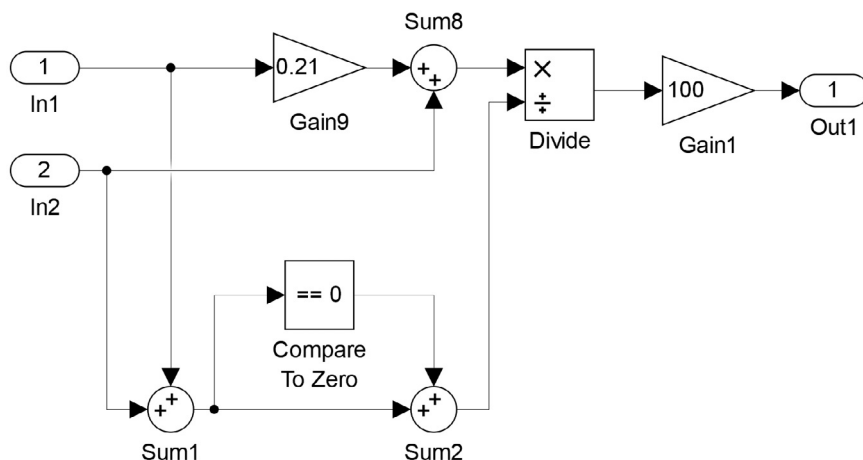 Sum8
1
0.21
+
+
×
÷
100
1
In1
Gain9
Divide
Gain1
Out1
2
In2
== 0
Compare
To Zero
+
+
+
+
Sum1
Sum2